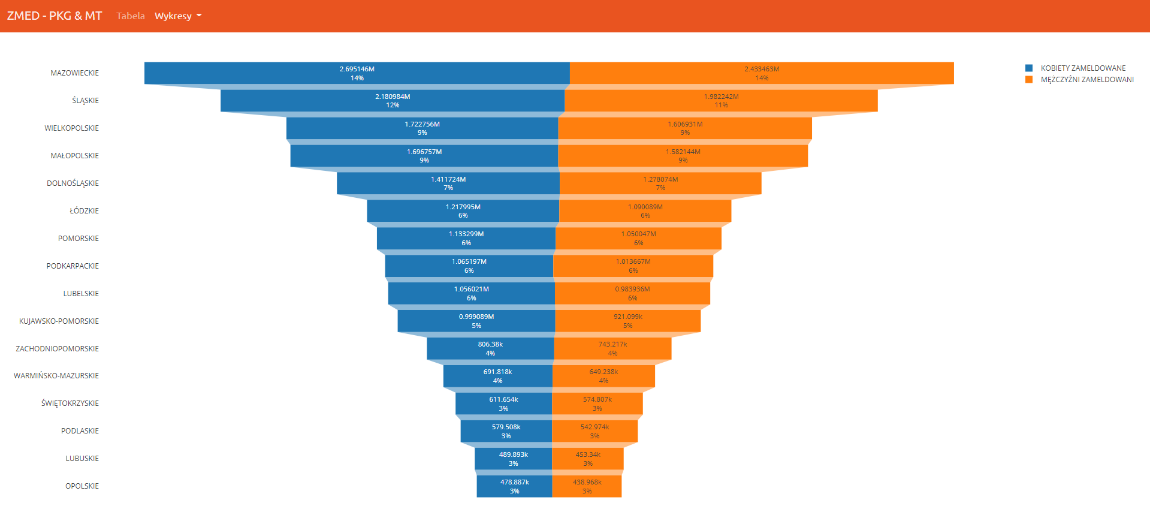 ZMED - PKG & MT Tabela Wykresy
KOBIETY ZAMELDOWANE
MĘŻCZYŹNI ZAMELDOWANI
MAZOWIECKIE 2.695146M 2.433463M
14% 14%
ŚLĄSKIE 2.180984M 1.982242M
12% 11%
WIELKOPOLSKIE 1.722756M 1.606931M
9% 9%
MAŁOPOLSKIE 1.696757M 1.582144M
9% 9%
DOLNOŚLĄSKIE 1.411724M 1.278074M
7% 7%
ŁÓDZKIE 1.217995M 1.090089M
6% 6%
POMORSKIE 1.133299M 1.050047M
6% 6%
PODKARPACKIE 1.065197M 1.013667M
6% 6%
LUBELSKIE 1.056021M 0.983936M
6% 6%
KUJAWSKO-POMORSKIE 0.999089M 921.099k
5% 5%
ZACHODNIOPOMORSKIE 806.38k 743.217k
4% 4%
WARMIŃSKO-MAZURSKIE 691.818k 649.238k
4% 4%
ŚWIĘTOKRZYSKIE 611.654k 574.807k
3% 3%
PODLASKIE 579.508k 542.974k
3% 3%
LUBUSKIE 489.893k 453.34k
3% 3%
OPOLSKIE 478.887k 438.968k
3% 3%